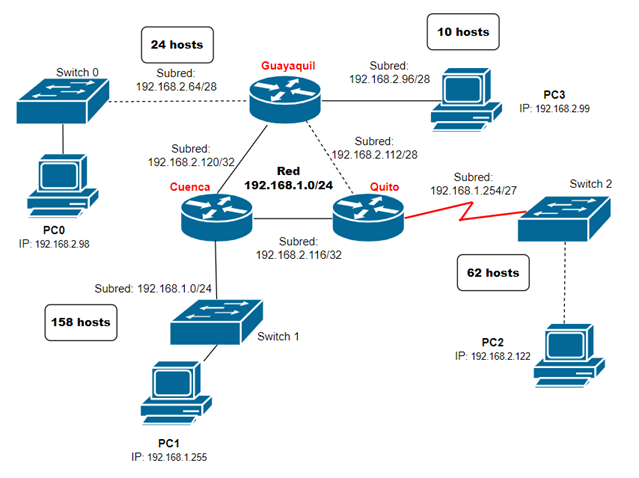 24 hosts
10 hosts
Guayaquil
Switch 0
Subred:
192.168.2.64/28
Subred:
192.168.2.96/28
PC3
IP: 192.168.2.99
Subred:
192.168.2.120/32
Subred:
192.168.2.112/28
Red
192.168.1.0/24
Cuenca
Quito
Subred:
192.168.1.254/27
Switch 2
PC0
IP: 192.168.2.98
Subred:
192.168.2.116/32
62 hosts
Subred: 192.168.1.0/24
158 hosts
Switch 1
PC2
IP: 192.168.2.122
PC1
IP: 192.168.1.255